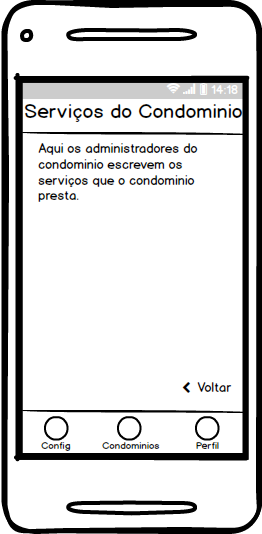 14:18
Serviços do Condominio
Aqui os administradores do
condominio escrevem os
serviços que o condominio
presta.
Voltar
Config Condominios Perfil